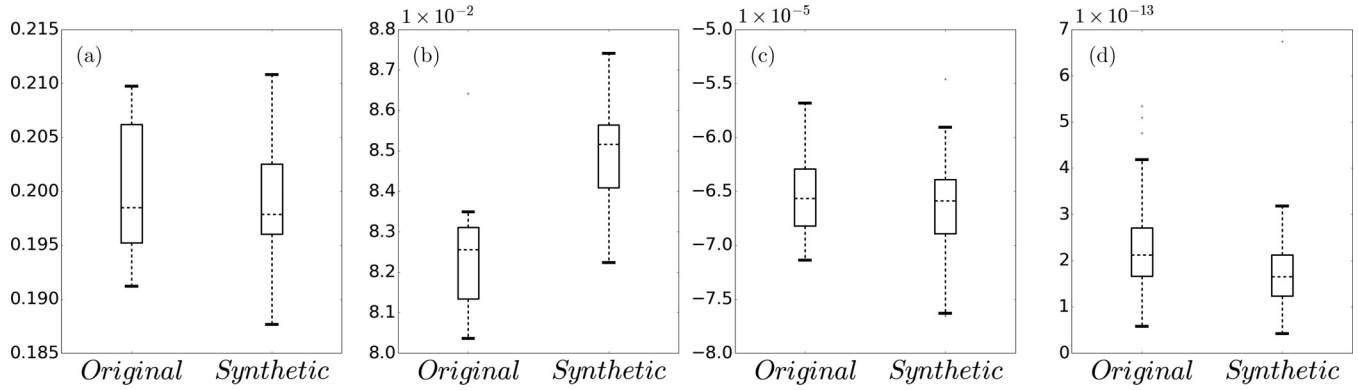 (a)
0.215
0.210
0.205
0.200
0.195
0.190
0.185
Original Synthetic
1 × 10⁻²
(b)
8.8
8.7
8.6
8.5
8.4
8.3
8.2
8.1
8.0
Original Synthetic
1 × 10⁻⁵
(c)
−5.0
−5.5
−6.0
−6.5
−7.0
−7.5
−8.0
Original Synthetic
1 × 10⁻¹³
(d)
7
6
5
4
3
2
1
0
Original Synthetic